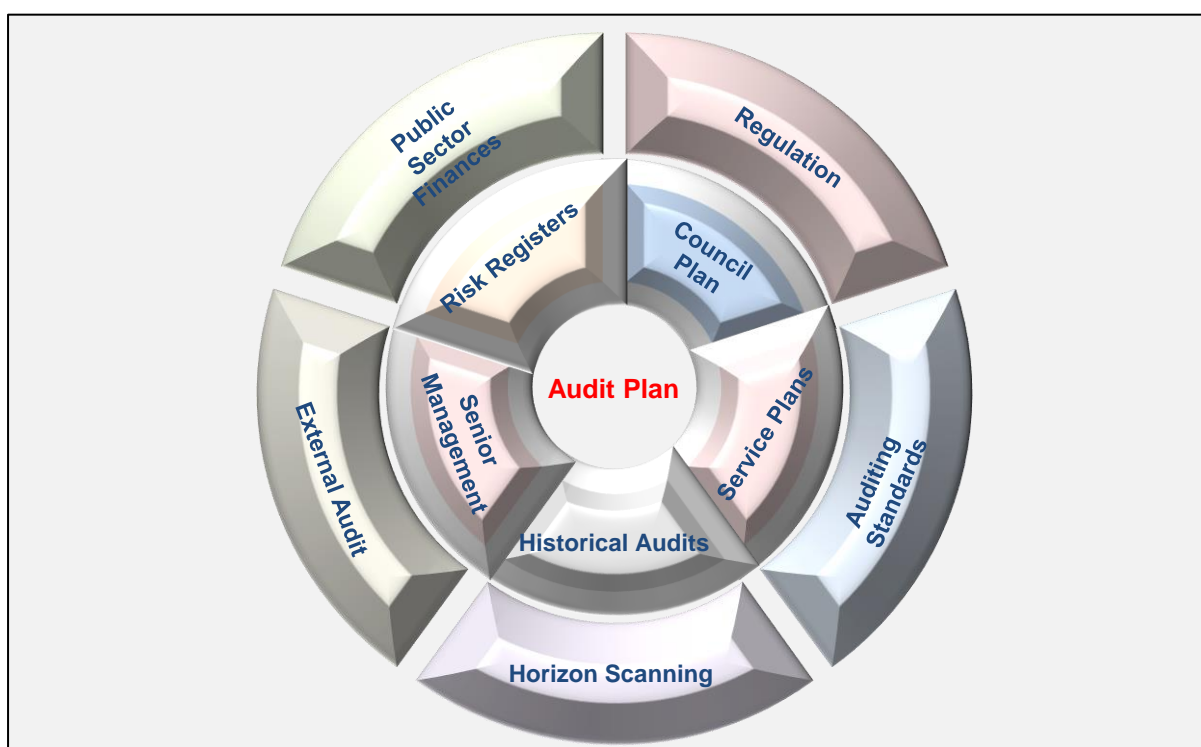 Public
Sector
Finances
Regulation
Risk Registers
Council
Plan
Audit Plan
Senior
Management
Service Plans
External Audit
Auditing
Standards
Historical Audits
Horizon Scanning